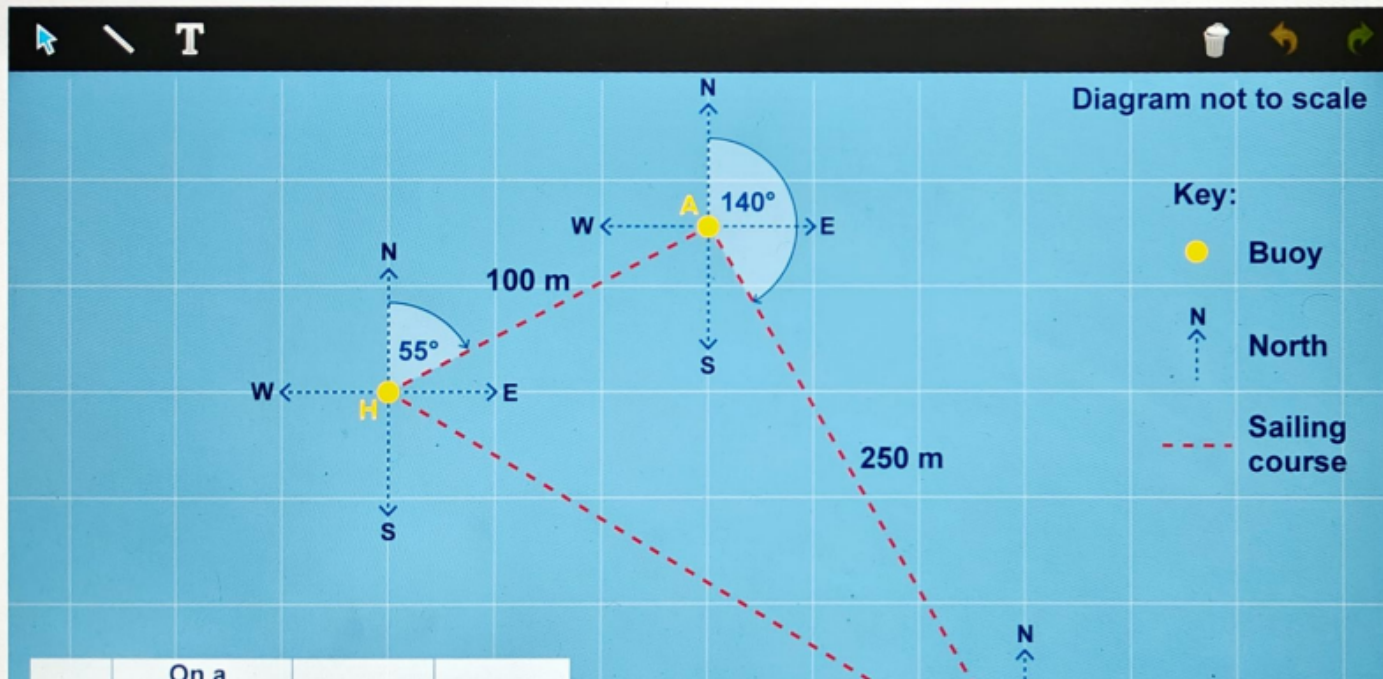 T
N
Diagram not to scale
A
140°
W
E
Key:
N
100 m
Buoy
55°
S
N
North
W
E
H
Sailing
course
250 m
S
N
On a